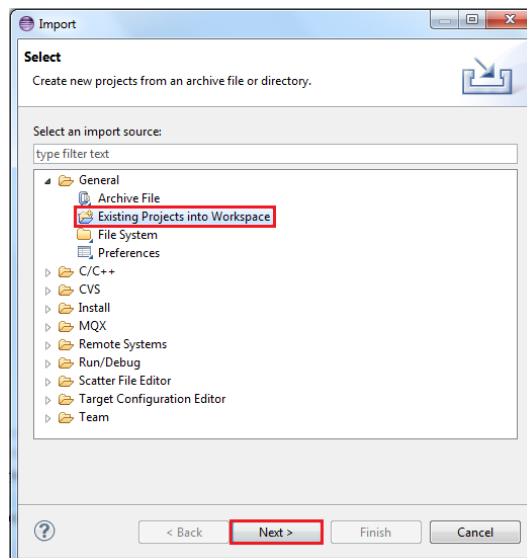 Import
Select
Create new projects from an archive file or directory.
Select an import source:
type filter text
General
Archive File
Existing Projects into Workspace
File System
Preferences
C/C++
CVS
Install
MQX
Remote Systems
Run/Debug
Scatter File Editor
Target Configuration Editor
Team
? < Back Next > Finish Cancel